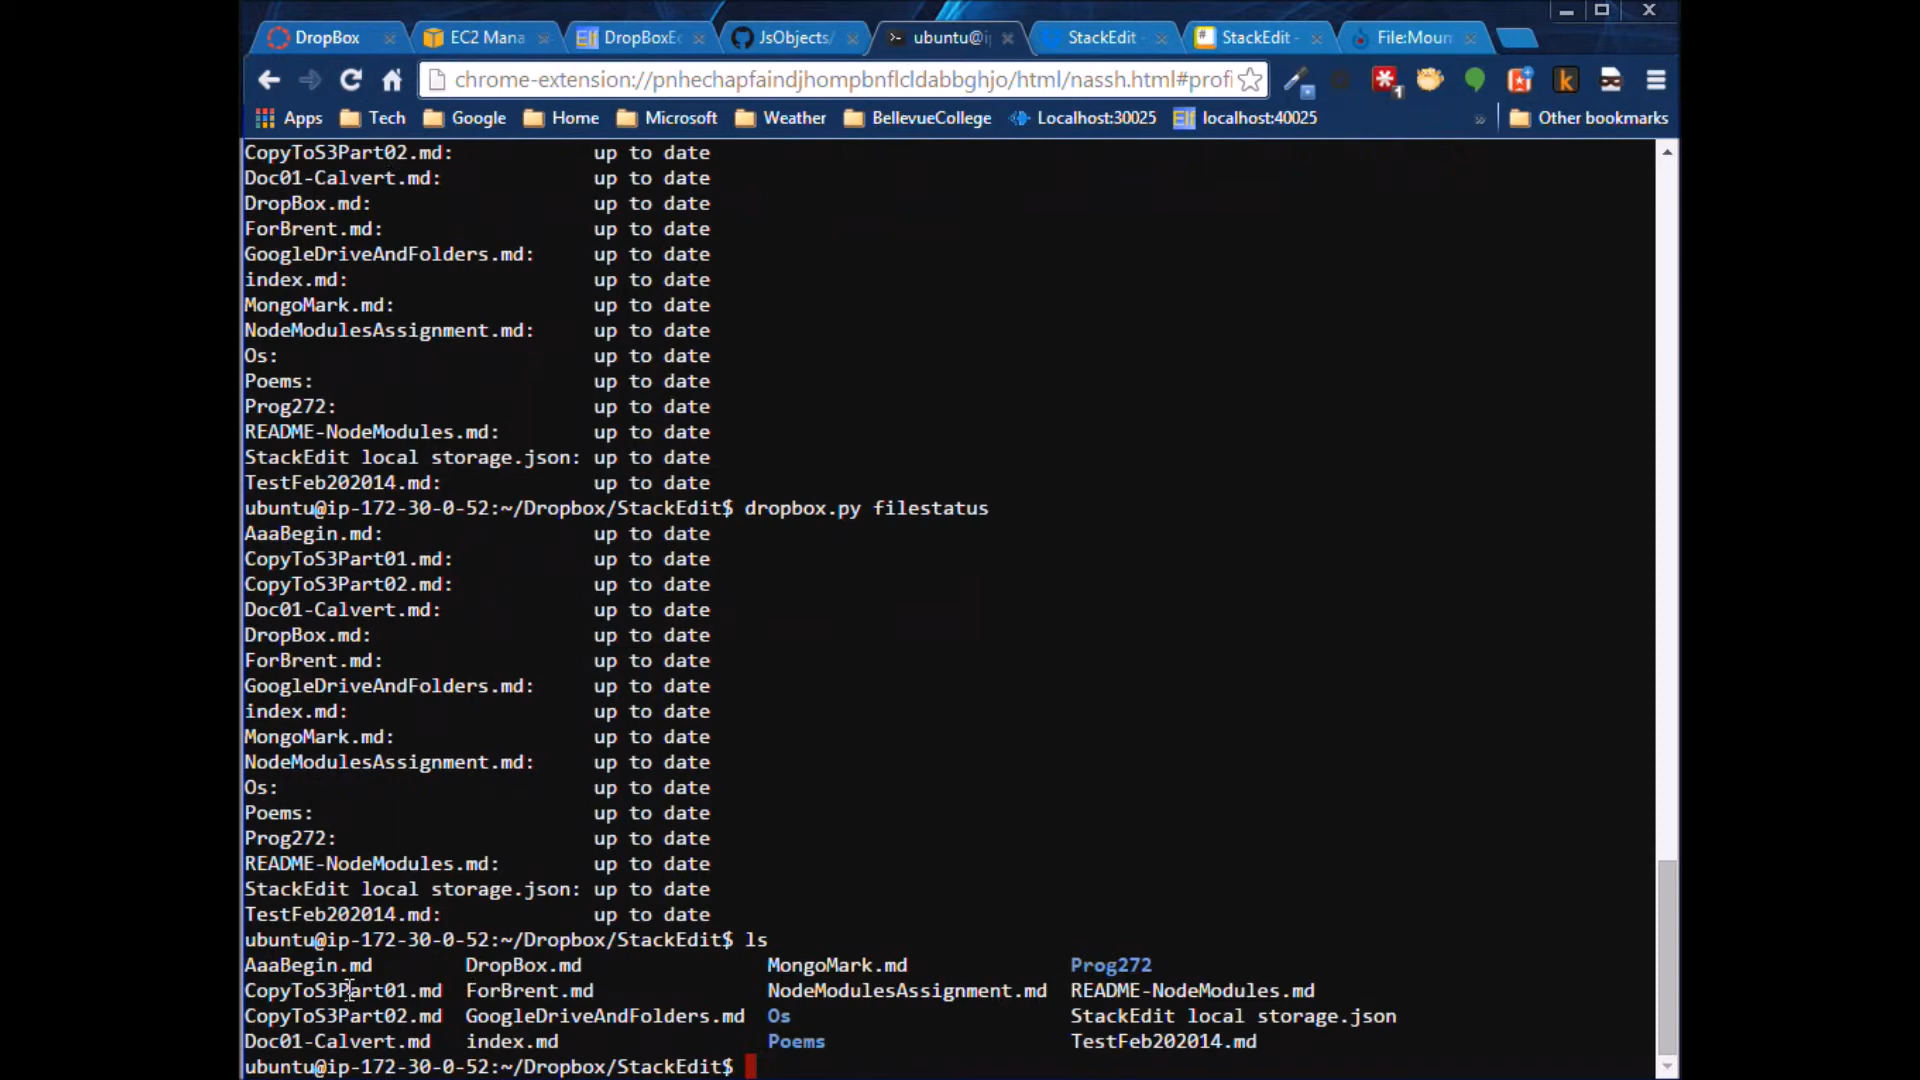 DropBox
EC2 Mana
DropBoxEc
JsObjects/
ubuntu@ip
StackEdit -
StackEdit -
File:Moun
chrome-extension://pnhechapfaindjhompbnflcldabbghjo/html/nassh.html#profi
Apps Tech Google Home Microsoft Weather BellevueCollege Localhost:30025 localhost:40025 » Other bookmarks
CopyToS3Part02.md: up to date
Doc01-Calvert.md: up to date
DropBox.md: up to date
ForBrent.md: up to date
GoogleDriveAndFolders.md: up to date
index.md: up to date
MongoMark.md: up to date
NodeModulesAssignment.md: up to date
Os: up to date
Poems: up to date
Prog272: up to date
README-NodeModules.md: up to date
StackEdit local storage.json: up to date
TestFeb202014.md: up to date
ubuntu@ip-172-30-0-52:~/Dropbox/StackEdit$ dropbox.py filestatus
AaaBegin.md: up to date
CopyToS3Part01.md: up to date
CopyToS3Part02.md: up to date
Doc01-Calvert.md: up to date
DropBox.md: up to date
ForBrent.md: up to date
GoogleDriveAndFolders.md: up to date
index.md: up to date
MongoMark.md: up to date
NodeModulesAssignment.md: up to date
Os: up to date
Poems: up to date
Prog272: up to date
README-NodeModules.md: up to date
StackEdit local storage.json: up to date
TestFeb202014.md: up to date
ubuntu@ip-172-30-0-52:~/Dropbox/StackEdit$ ls
AaaBegin.md DropBox.md MongoMark.md Prog272
CopyToS3Part01.md ForBrent.md NodeModulesAssignment.md README-NodeModules.md
CopyToS3Part02.md GoogleDriveAndFolders.md Os StackEdit local storage.json
Doc01-Calvert.md index.md Poems TestFeb202014.md
ubuntu@ip-172-30-0-52:~/Dropbox/StackEdit$